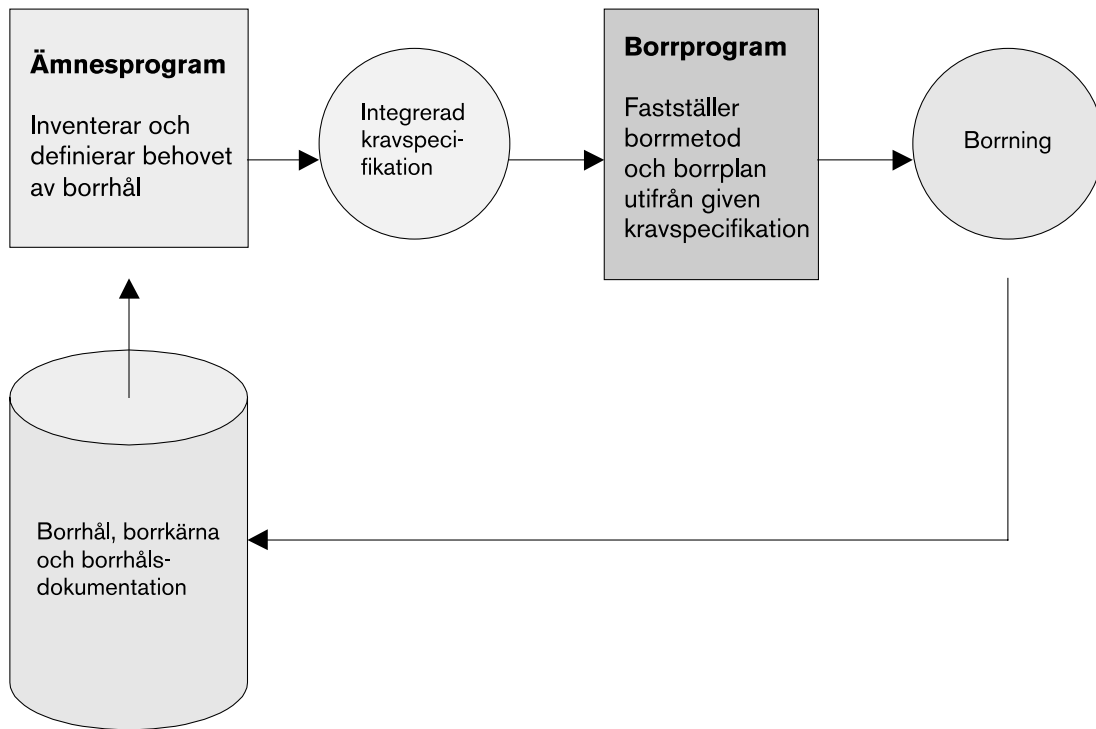 Ämnesprogram
Inventerar och
definierar behovet
av borrhål
Integrerad
kravspeci-
fikation
Borrprogram
Fastställer
borrmetod
och borrplan
utifrån given
kravspecifikation
Borrning
Borrhål, borrkärna
och borrhåls-
dokumentation